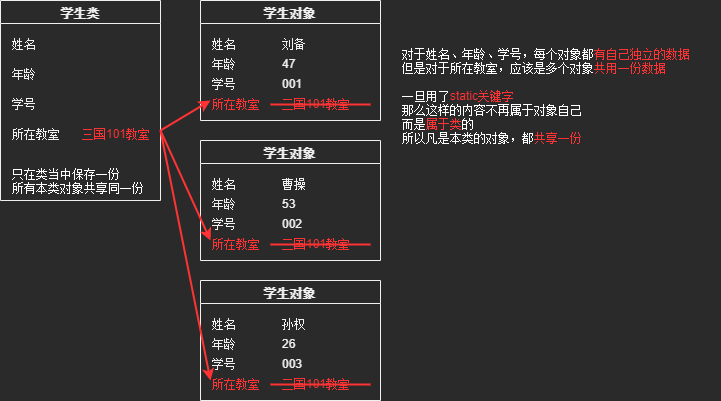 学生类
姓名
年龄
学号
所在教室 三国101教室
只在类当中保存一份
所有本类对象共享同一份
学生对象
姓名 刘备
年龄 47
学号 001
所在教室 三国101教室
学生对象
姓名 曹操
年龄 53
学号 002
所在教室 三国101教室
学生对象
姓名 孙权
年龄 26
学号 003
所在教室 三国101教室
对于姓名、年龄、学号，每个对象都有自己独立的数据
但是对于所在教室，应该是多个对象共用一份数据
一旦用了static关键字
那么这样的内容不再属于对象自己
而是属于类的
所以凡是本类的对象，都共享一份